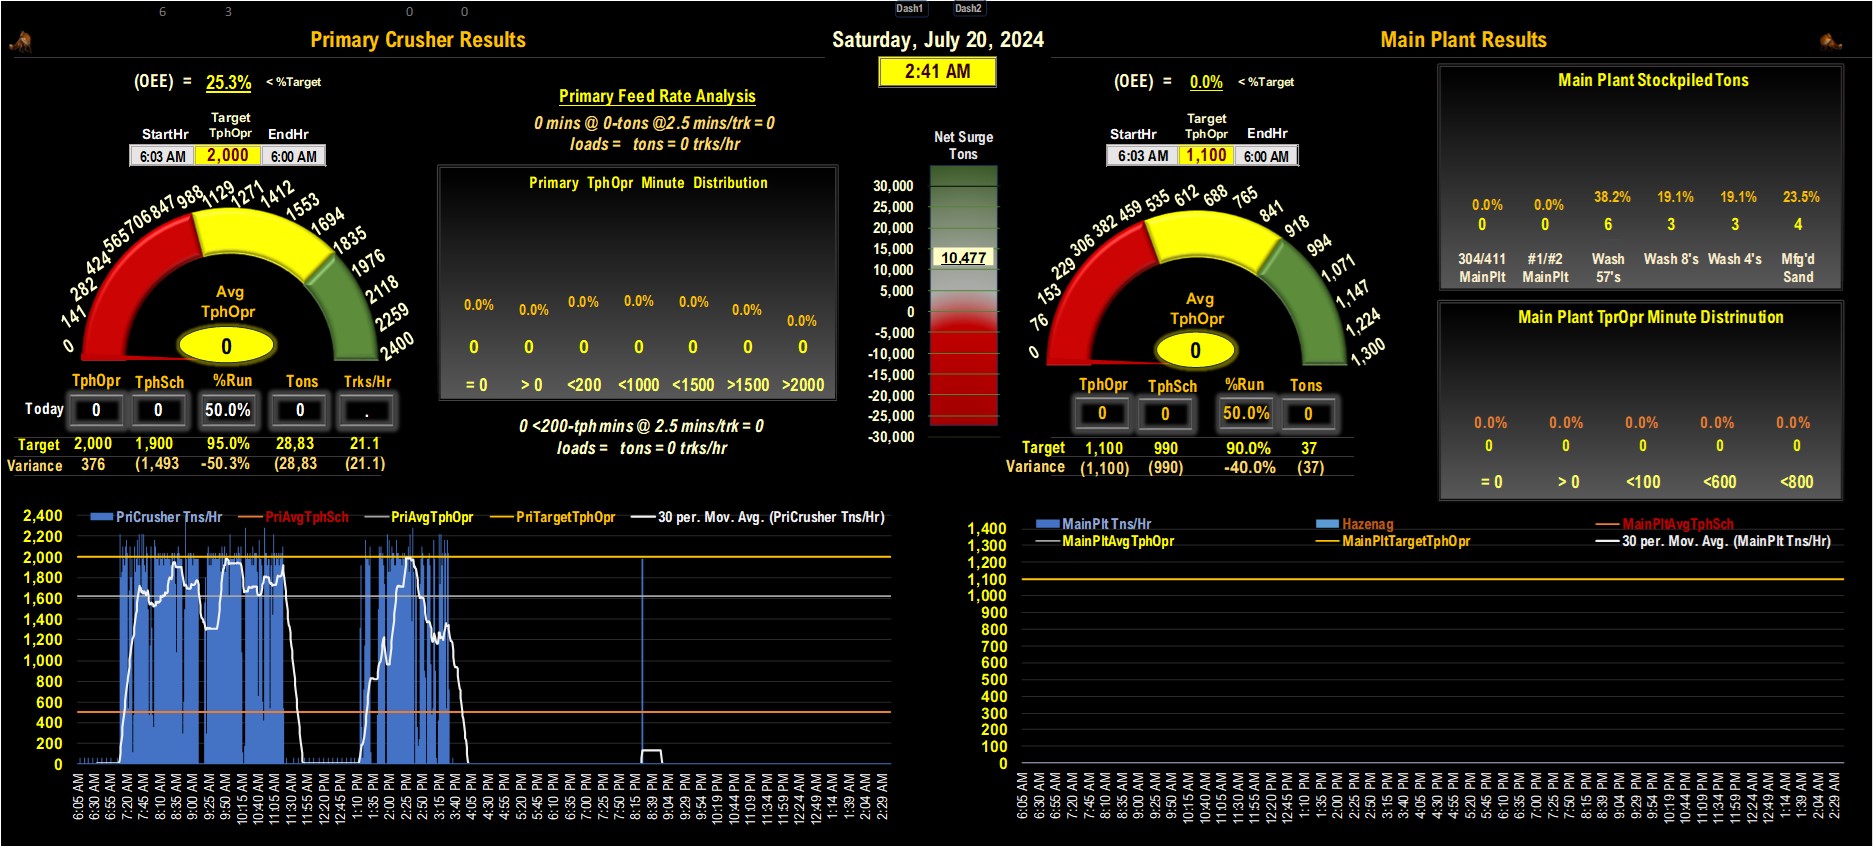 6 3 0 0 Dash1 Dash2
Primary Crusher Results
(OEE) = 25.3% < %Target
Target
StartHr TphOpr EndHr
6:03 AM 2,000 6:00 AM
0 141 282 424 565 706 847 988 1129 1271 1412 1553 1694 1835 1976 2118 2259 2400
Avg
TphOpr
0
TphOpr TphSch %Run Tons Trks/Hr
Today 0 0 50.0% 0 .
Target 2,000 1,900 95.0% 28,83 21.1
Variance 376 (1,493 -50.3% (28,83 (21.1)
Primary Feed Rate Analysis
0 mins @ 0-tons @2.5 mins/trk = 0
loads = tons = 0 trks/hr
Primary TphOpr Minute Distribution
0.0% 0.0% 0.0% 0.0% 0.0% 0.0% 0.0%
0 0 0 0 0 0 0
= 0 > 0 <200 <1000 <1500 >1500 >2000
0 <200-tph mins @ 2.5 mins/trk = 0
loads = tons = 0 trks/hr
Saturday, July 20, 2024
2:41 AM
Net Surge
Tons
30,000
25,000
20,000
15,000
10,477
10,000
5,000
0
-5,000
-10,000
-15,000
-20,000
-25,000
-30,000
Main Plant Results
(OEE) = 0.0% < %Target
Target
StartHr TphOpr EndHr
6:03 AM 1,100 6:00 AM
0 76 153 229 306 382 459 535 612 688 765 841 918 994 1,071 1,147 1,224 1,300
Avg
TphOpr
0
TphOpr TphSch %Run Tons
0 0 50.0% 0
Target 1,100 990 90.0% 37
Variance (1,100) (990) -40.0% (37)
Main Plant Stockpiled Tons
0.0% 0.0% 38.2% 19.1% 19.1% 23.5%
0 0 6 3 3 4
304/411 #1/#2 Wash Wash 8's Wash 4's Mfg'd
MainPlt MainPlt 57's Sand
Main Plant TprOpr Minute Distrinution
0.0% 0.0% 0.0% 0.0% 0.0%
0 0 0 0 0
= 0 > 0 <100 <600 <800
PriCrusher Tns/Hr PriAvgTphSch PriAvgTphOpr PriTargetTphOpr 30 per. Mov. Avg. (PriCrusher Tns/Hr)
2,400
2,200
2,000
1,800
1,600
1,400
1,200
1,000
800
600
400
200
0
6:05 AM 6:30 AM 6:55 AM 7:20 AM 7:45 AM 8:10 AM 8:35 AM 9:00 AM 9:25 AM 9:50 AM 10:15 AM 10:40 AM 11:05 AM 11:30 AM 11:55 AM 12:20 PM 12:45 PM 1:10 PM 1:35 PM 2:00 PM 2:25 PM 2:50 PM 3:15 PM 3:40 PM 4:05 PM 4:30 PM 4:55 PM 5:20 PM 5:45 PM 6:10 PM 6:35 PM 7:00 PM 7:25 PM 7:50 PM 8:15 PM 8:39 PM 9:04 PM 9:29 PM 9:54 PM 10:19 PM 10:44 PM 11:09 PM 11:34 PM 11:59 PM 12:24 AM 12:49 AM 1:14 AM 1:39 AM 2:04 AM 2:29 AM
MainPlt Tns/Hr Hazenag MainPltAvgTphSch
MainPltAvgTphOpr MainPltTargetTphOpr 30 per. Mov. Avg. (MainPlt Tns/Hr)
1,400
1,300
1,200
1,100
1,000
900
800
700
600
500
400
300
200
100
0
6:05 AM 6:30 AM 6:55 AM 7:20 AM 7:45 AM 8:10 AM 8:35 AM 9:00 AM 9:25 AM 9:50 AM 10:15 AM 10:40 AM 11:05 AM 11:30 AM 11:55 AM 12:20 PM 12:45 PM 1:10 PM 1:35 PM 2:00 PM 2:25 PM 2:50 PM 3:15 PM 3:40 PM 4:05 PM 4:30 PM 4:55 PM 5:20 PM 5:45 PM 6:10 PM 6:35 PM 7:00 PM 7:25 PM 7:50 PM 8:15 PM 8:39 PM 9:04 PM 9:29 PM 9:54 PM 10:19 PM 10:44 PM 11:09 PM 11:34 PM 11:59 PM 12:24 AM 12:49 AM 1:14 AM 1:39 AM 2:04 AM 2:29 AM